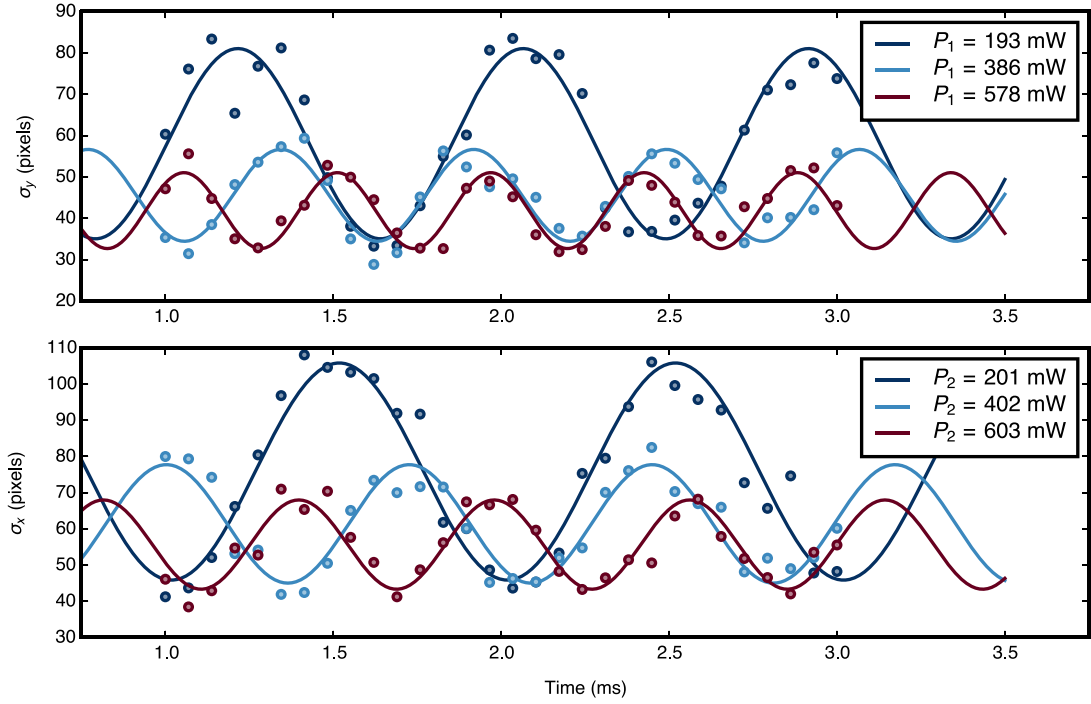 90
80
70
60
50
40
30
20
σy (pixels)
P1 = 193 mW
P1 = 386 mW
P1 = 578 mW
1.0 1.5 2.0 2.5 3.0 3.5
110
100
90
80
70
60
50
40
30
σx (pixels)
P2 = 201 mW
P2 = 402 mW
P2 = 603 mW
1.0 1.5 2.0 2.5 3.0 3.5
Time (ms)